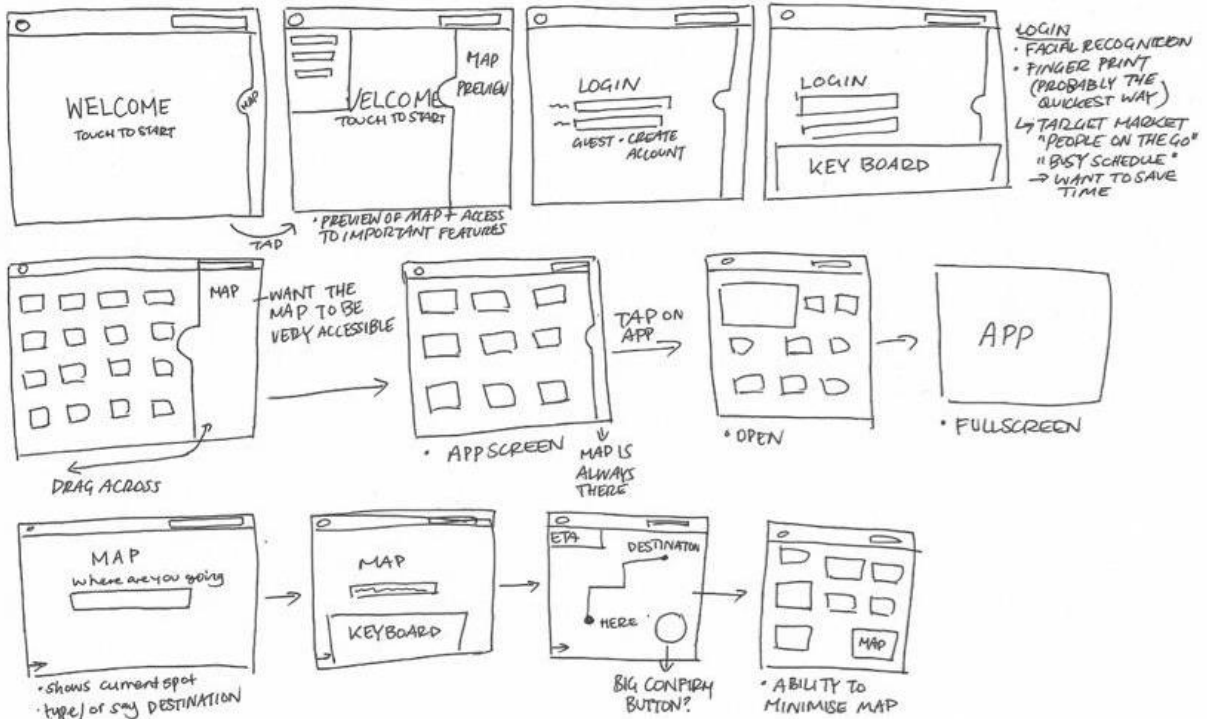 WELCOME
TOUCH TO START
MAP
TAP
WELCOME
TOUCH TO START
MAP
PREVIEW
• PREVIEW OF MAP + ACCESS
TO IMPORTANT FEATURES
LOGIN
GUEST • CREATE
ACCOUNT
LOGIN
KEY BOARD
LOGIN
• FACIAL RECOGNITION
• FINGER PRINT
(PROBABLY THE
QUICKEST WAY)
↳ TARGET MARKET
"PEOPLE ON THE GO"
"BUSY SCHEDULE"
→ WANT TO SAVE
TIME
MAP
WANT THE
MAP TO BE
VERY ACCESSIBLE
DRAG ACROSS
• APP SCREEN
MAP IS
ALWAYS
THERE
TAP ON
APP
• OPEN
APP
• FULLSCREEN
MAP
where are you going
• shows current spot
• type/or say DESTINATION
MAP
KEYBOARD
ETA
DESTINATION
HERE
BIG CONFIRM
BUTTON?
MAP
• ABILITY TO
MINIMISE MAP